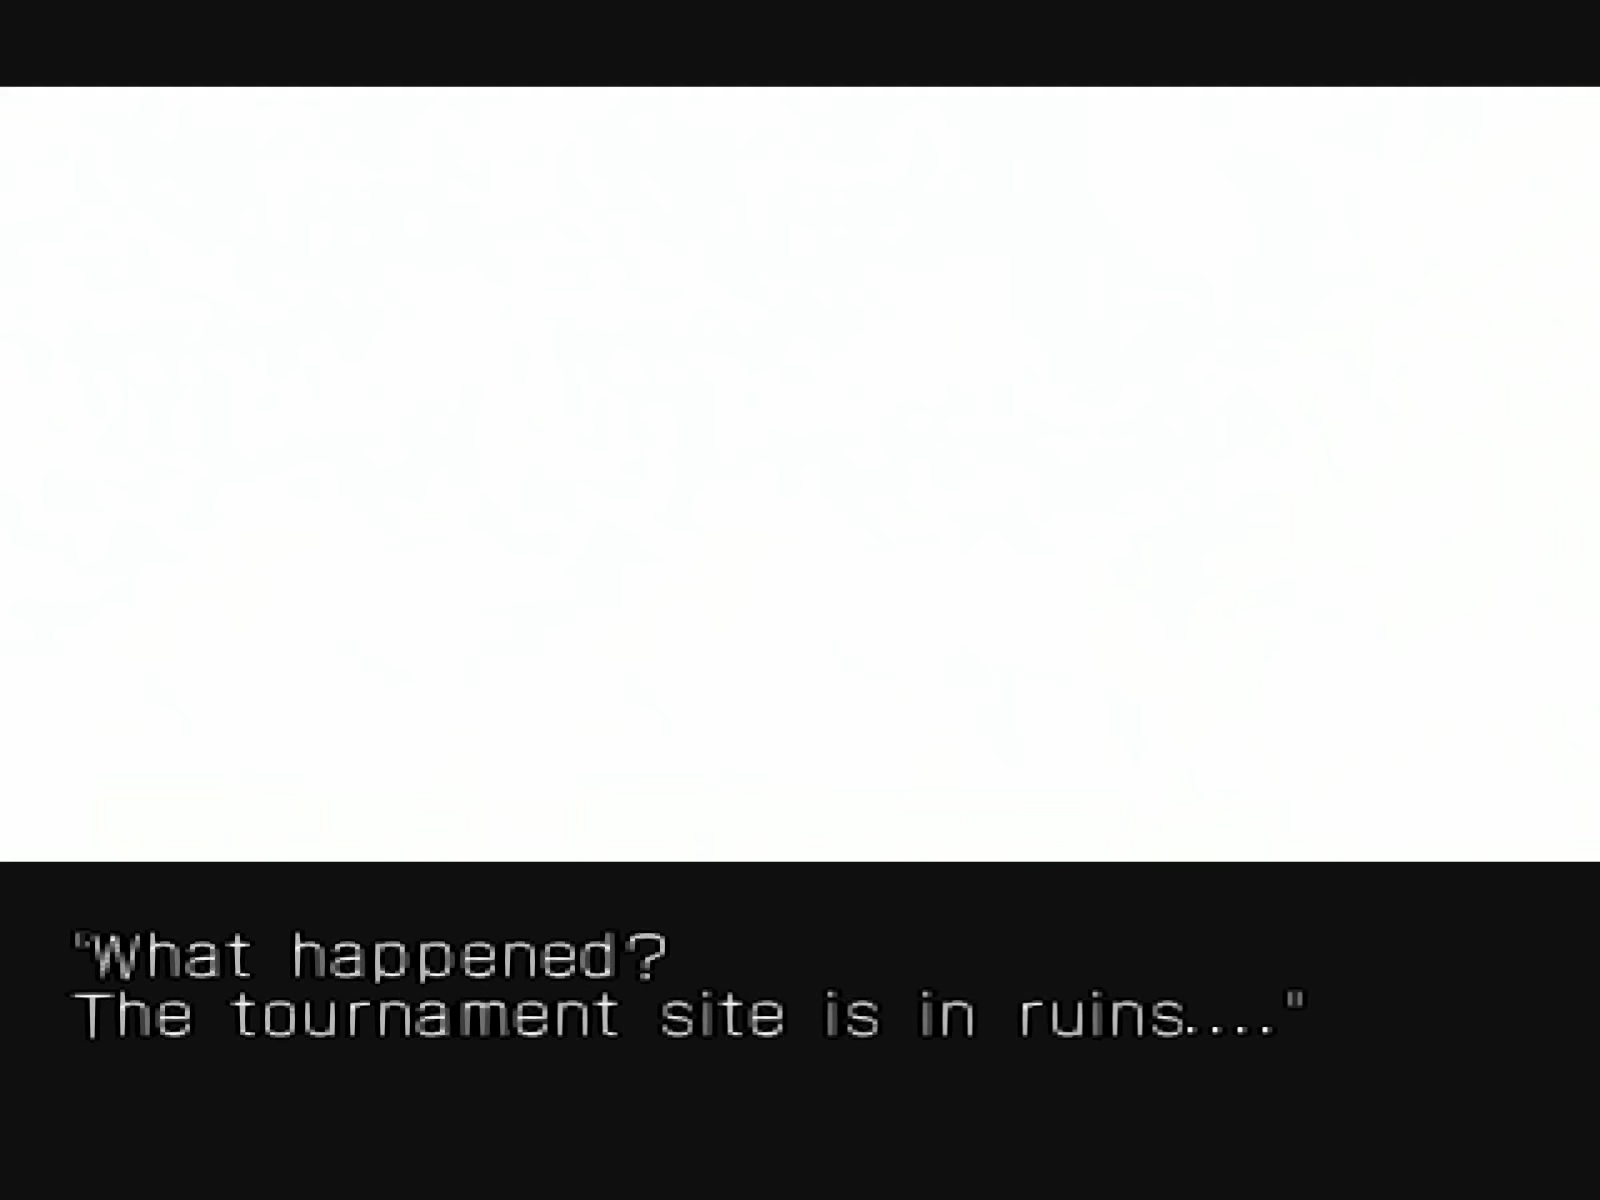 "What happened?
The tournament site is in ruins...."